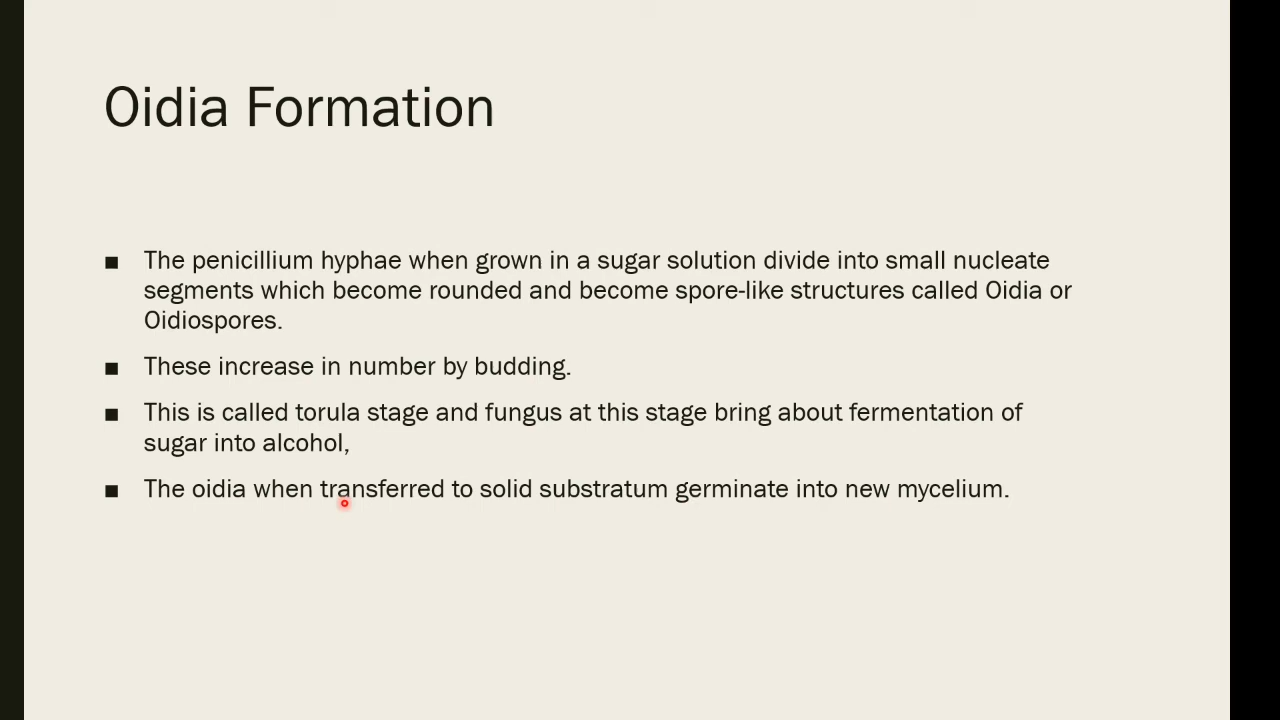 Oidia Formation
■ The penicillium hyphae when grown in a sugar solution divide into small nucleate
segments which become rounded and become spore-like structures called Oidia or
Oidiospores.
■ These increase in number by budding.
■ This is called torula stage and fungus at this stage bring about fermentation of
sugar into alcohol,
■ The oidia when transferred to solid substratum germinate into new mycelium.